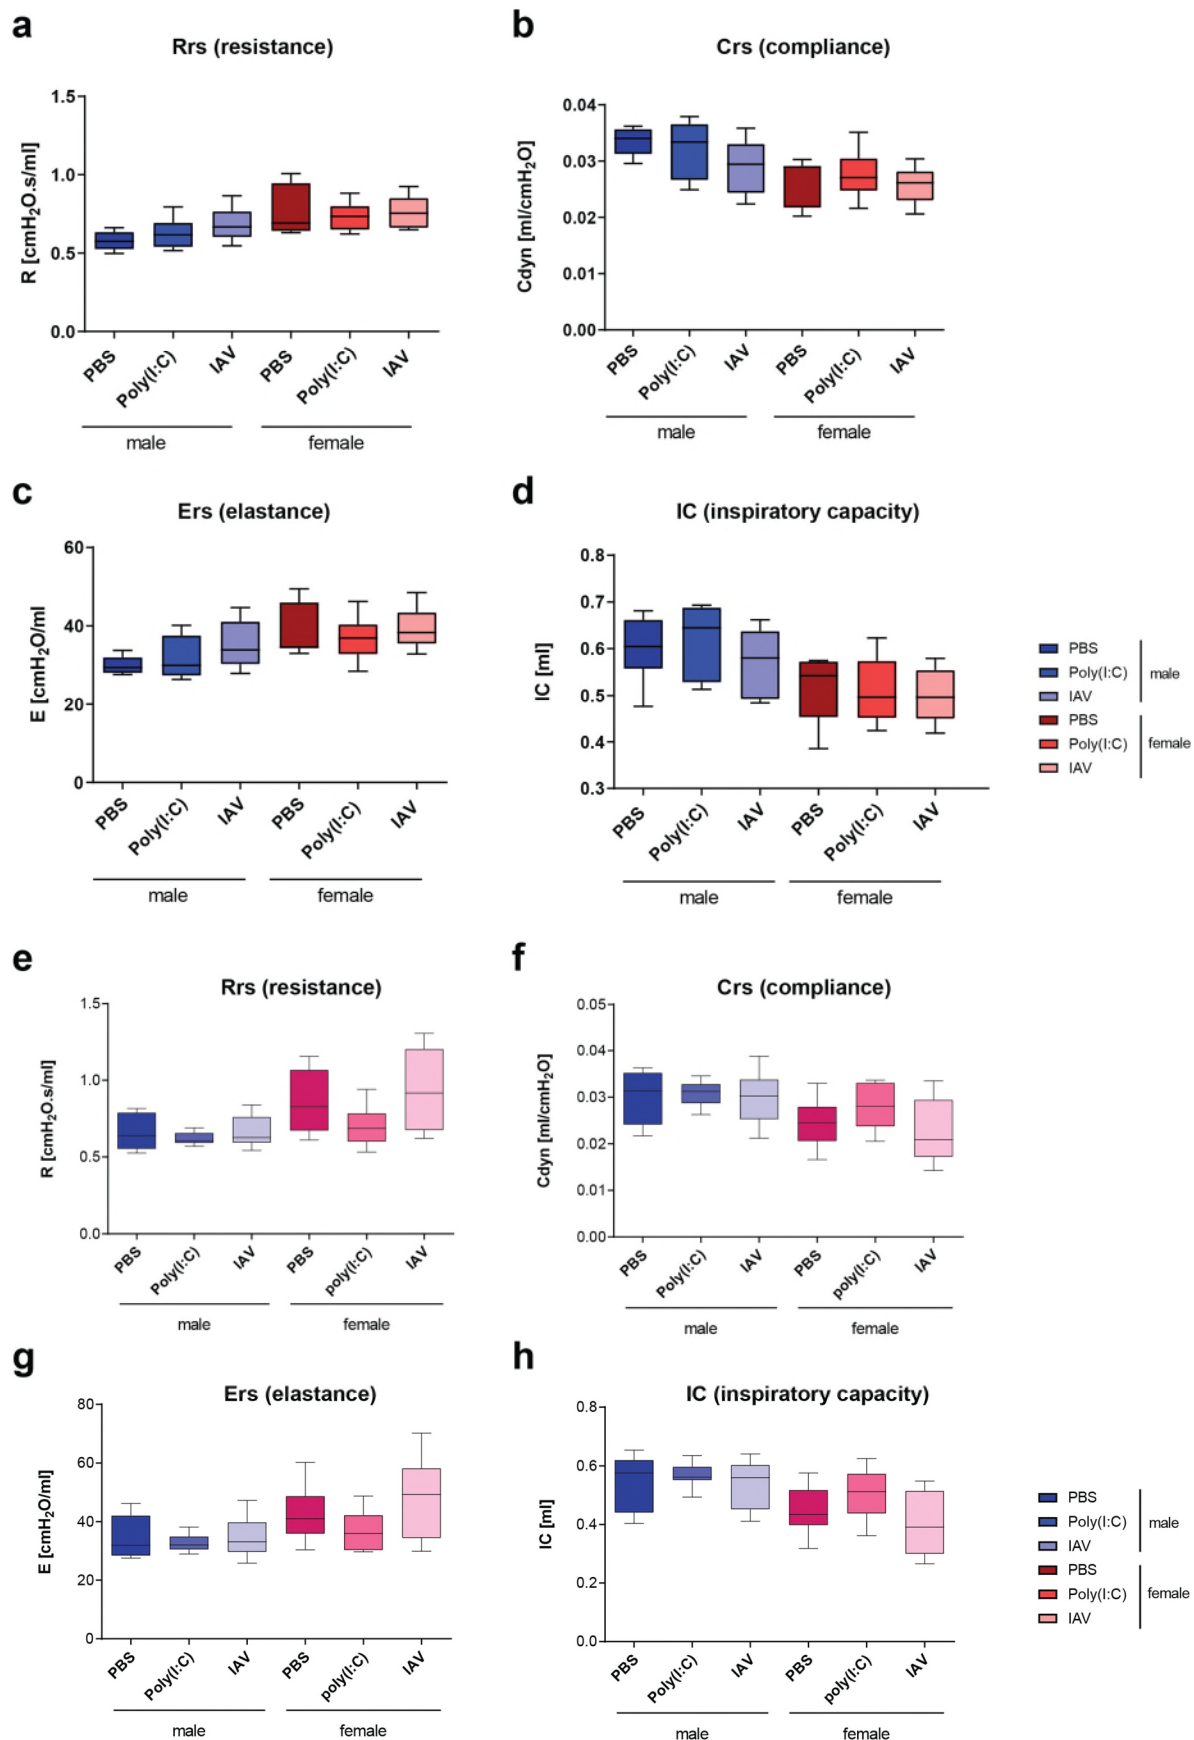 a
Rrs (resistance)
R [cmH₂O.s/ml]
1.5
1.0
0.5
0.0
PBS
Poly(I:C)
IAV
PBS
Poly(I:C)
IAV
male
female
b
Crs (compliance)
Cdyn [ml/cmH₂O]
0.04
0.03
0.02
0.01
0.00
PBS
Poly(I:C)
IAV
PBS
Poly(I:C)
IAV
male
female
c
Ers (elastance)
E [cmH₂O/ml
60
40
20
0
PBS
Poly(I:C)
IAV
PBS
Poly(I:C)
IAV
male
female
d
IC (inspiratory capacity)
IC [ml]
0.8
0.7
0.6
0.5
0.4
0.3
PBS
Poly(I:C)
IAV
PBS
Poly(I:C)
IAV
male
female
PBS
Poly(I:C)
IAV
male
PBS
Poly(I:C)
IAV
female
e
Rrs (resistance)
R [cmH₂O.s/ml]
1.5
1.0
0.5
0.0
PBS
Poly(I:C)
IAV
PBS
poly(I:C)
IAV
male
female
f
Crs (compliance)
Cdyn [ml/cmH₂O]
0.05
0.04
0.03
0.02
0.01
0.00
PBS
Poly(I:C)
IAV
PBS
poly(I:C)
IAV
male
female
g
Ers (elastance)
E [cmH₂O/ml]
80
60
40
20
0
PBS
Poly(I:C)
IAV
PBS
poly(I:C)
IAV
male
female
h
IC (inspiratory capacity)
IC [ml]
0.8
0.6
0.4
0.2
0.0
PBS
Poly(I:C)
IAV
PBS
poly(I:C)
IAV
male
female
PBS
Poly(I:C)
IAV
male
PBS
Poly(I:C)
IAV
female